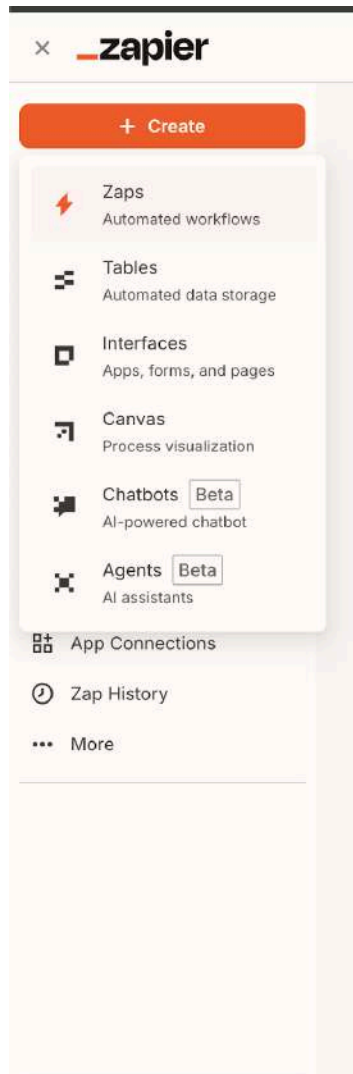 _zapier
+ Create
Zaps
Automated workflows
Tables
Automated data storage
Interfaces
Apps, forms, and pages
Canvas
Process visualization
Chatbots Beta
AI-powered chatbot
Agents Beta
AI assistants
App Connections
Zap History
More